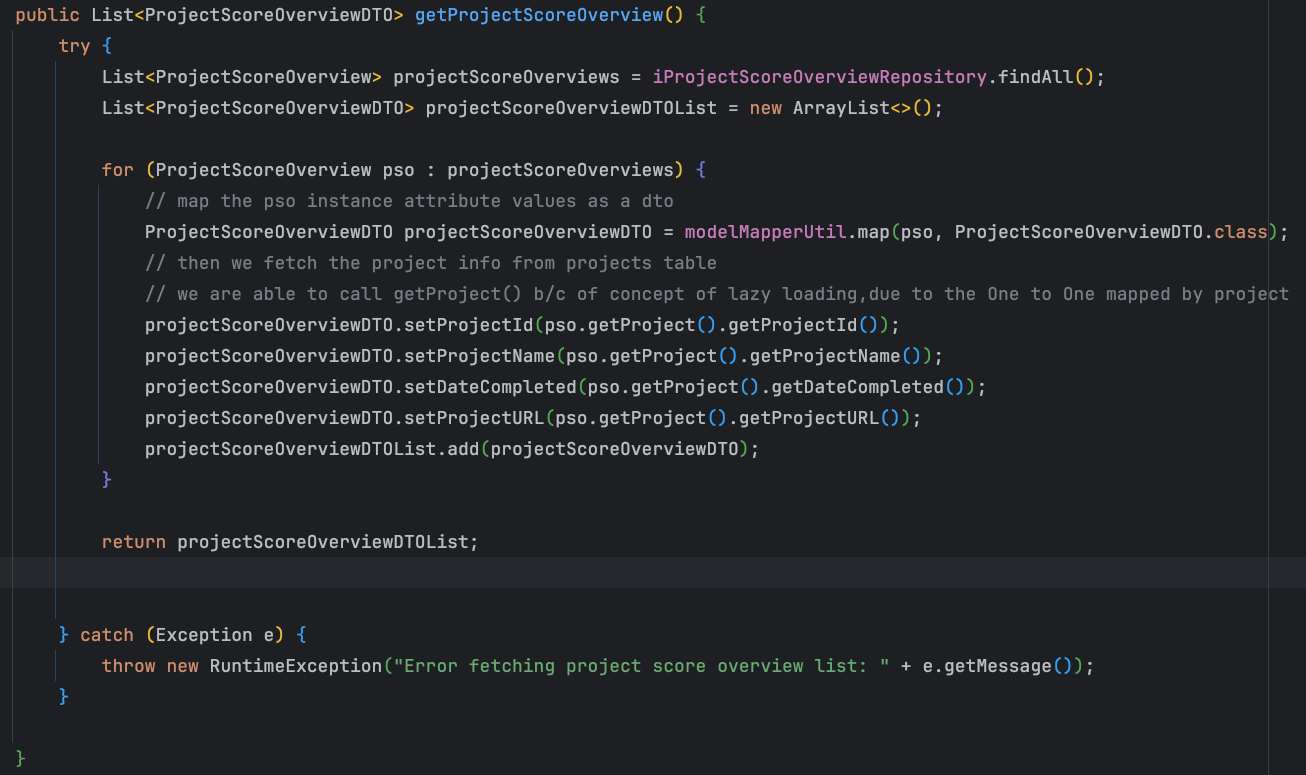 public List<ProjectScoreOverviewDTO> getProjectScoreOverview() {
try {
List<ProjectScoreOverview> projectScoreOverviews = iProjectScoreOverviewRepository.findAll();
List<ProjectScoreOverviewDTO> projectScoreOverviewDTOList = new ArrayList<>();
for (ProjectScoreOverview pso : projectScoreOverviews) {
// map the pso instance attribute values as a dto
ProjectScoreOverviewDTO projectScoreOverviewDTO = modelMapperUtil.map(pso, ProjectScoreOverviewDTO.class);
// then we fetch the project info from projects table
// we are able to call getProject() b/c of concept of lazy loading,due to the One to One mapped by project
projectScoreOverviewDTO.setProjectId(pso.getProject().getProjectId());
projectScoreOverviewDTO.setProjectName(pso.getProject().getProjectName());
projectScoreOverviewDTO.setDateCompleted(pso.getProject().getDateCompleted());
projectScoreOverviewDTO.setProjectURL(pso.getProject().getProjectURL());
projectScoreOverviewDTOList.add(projectScoreOverviewDTO);
}
return projectScoreOverviewDTOList;
} catch (Exception e) {
throw new RuntimeException("Error fetching project score overview list: " + e.getMessage());
}
}